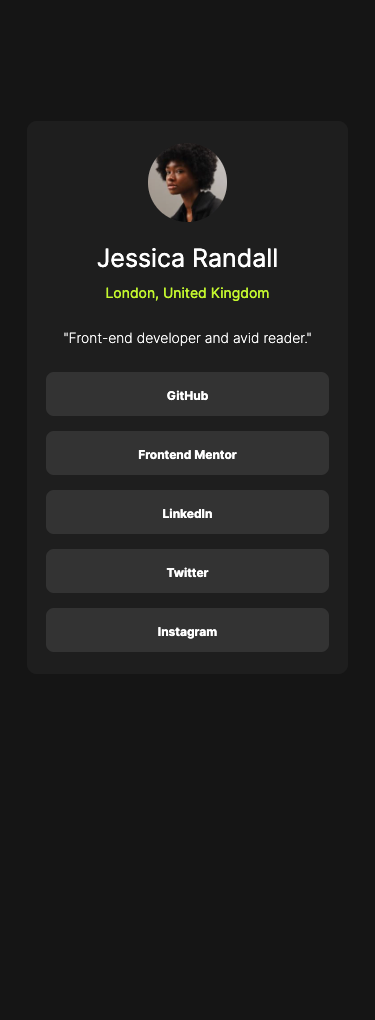 Jessica Randall
London, United Kingdom
"Front-end developer and avid reader."
GitHub
Frontend Mentor
LinkedIn
Twitter
Instagram